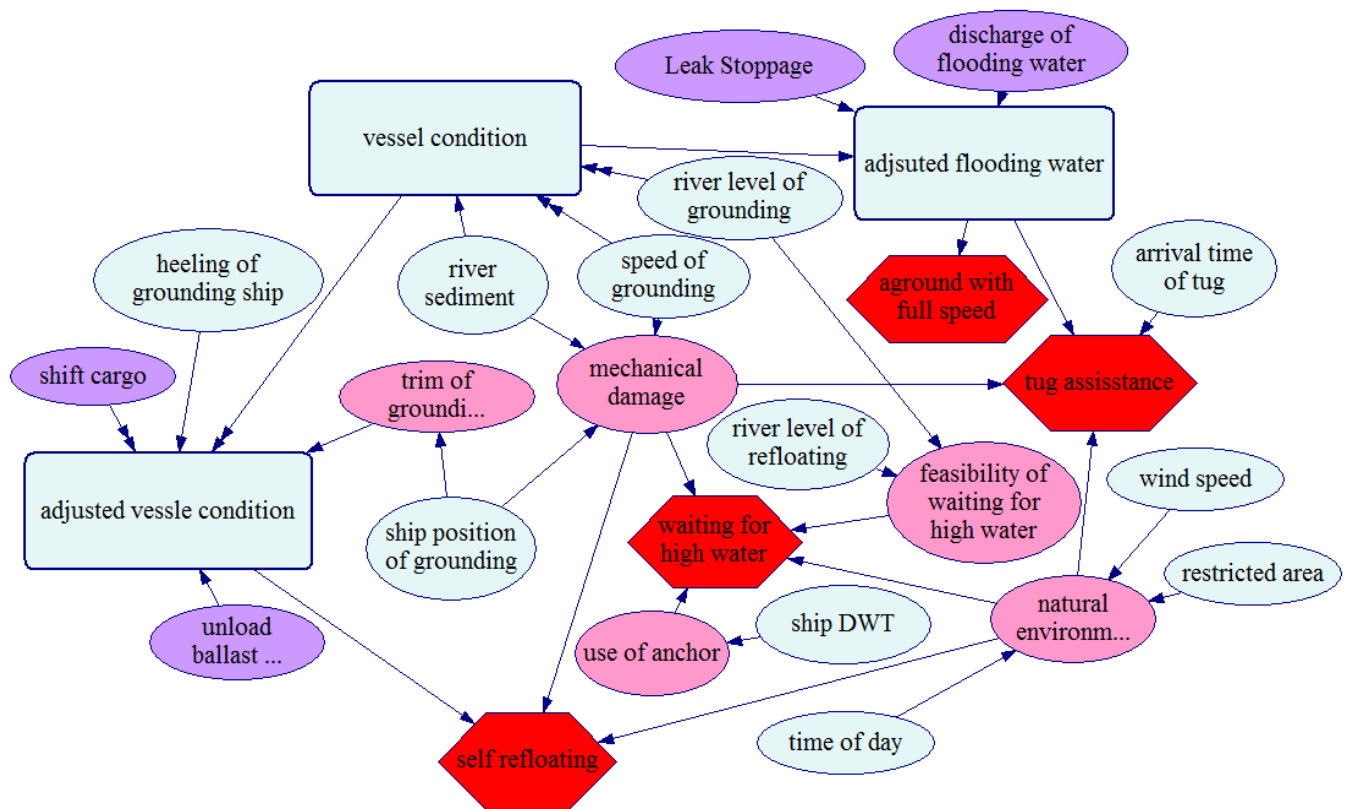 discharge of
flooding water
Leak Stoppage
vessel condition
adjsuted flooding water
river level of
grounding
heeling of
grounding ship
river
sediment
speed of
grounding
arrival time
of tug
aground with
full speed
shift cargo
trim of
groundi...
mechanical
damage
tug assisstance
river level of
refloating
feasibility of
waiting for
high water
wind speed
adjusted vessle condition
ship position
of grounding
waiting for
high water
restricted area
unload
ballast ...
use of anchor
ship DWT
natural
environm...
self refloating
time of day